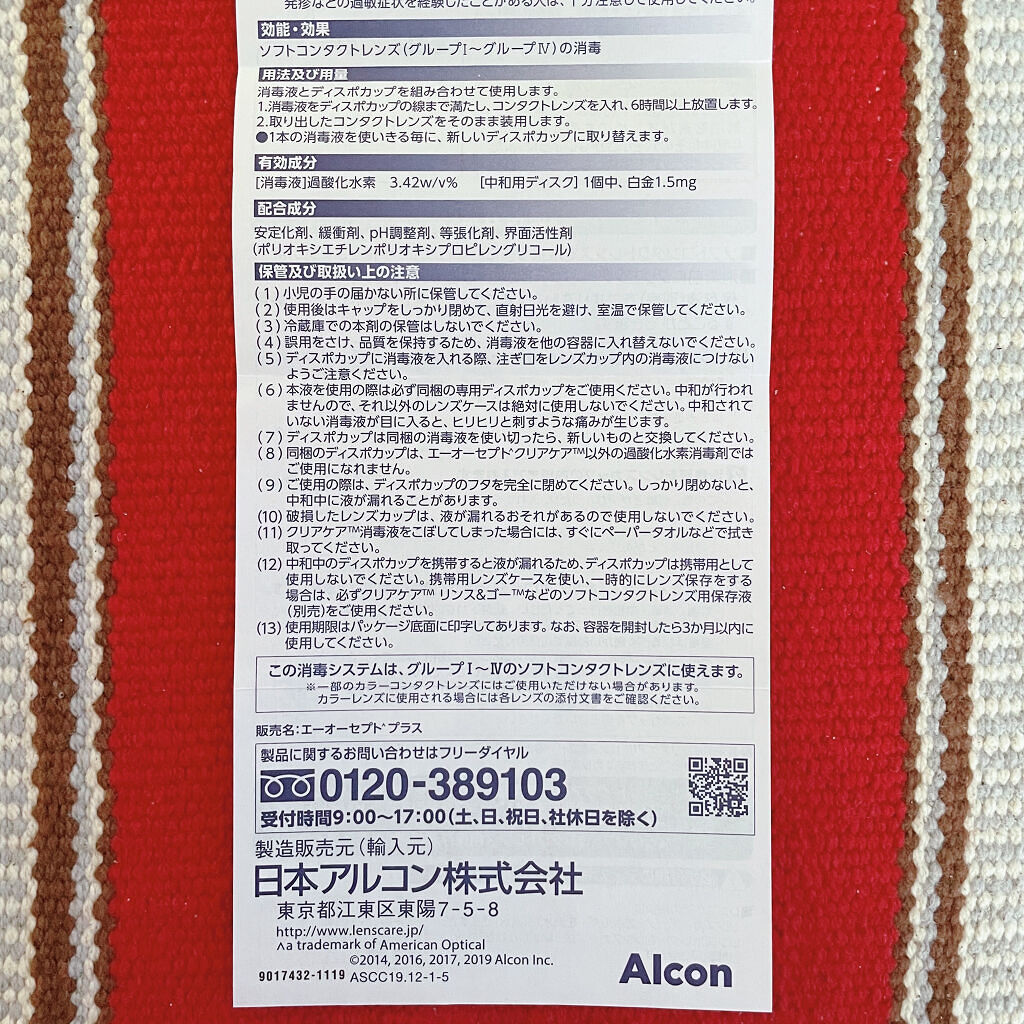 発疹などの過敏症状を経験したことがある人は、十分注意して使用してください。
効能・効果
ソフトコンタクトレンズ(グループⅠ～グループⅣ)の消毒
用法及び用量
消毒液とディスポカップを組み合わせて使用します。
1.消毒液をディスポカップの線まで満たし、コンタクトレンズを入れ、6時間以上放置します。
2.取り出したコンタクトレンズをそのまま装用します。
●1本の消毒液を使いきる毎に、新しいディスポカップに取り替えます。
有効成分
[消毒液]過酸化水素 3.42w/v% [中和用ディスク] 1個中、白金1.5mg
配合成分
安定化剤、緩衝剤、pH調整剤、等張化剤、界面活性剤
(ポリオキシエチレンポリオキシプロピレングリコール)
保管及び取扱い上の注意
(1)小児の手の届かない所に保管してください。
(2)使用後はキャップをしっかり閉めて、直射日光を避け、室温で保管してください。
(3)冷蔵庫での本剤の保管はしないでください。
(4)誤用をさけ、品質を保持するため、消毒液を他の容器に入れ替えないでください。
(5)ディスポカップに消毒液を入れる際、注ぎ口をレンズカップ内の消毒液につけない
ようご注意ください。
(6)本液を使用の際は必ず同梱の専用ディスポカップをご使用ください。中和が行われ
ませんので、それ以外のレンズケースは絶対に使用しないでください。中和されて
いない消毒液が目に入ると、ヒリヒリと刺すような痛みが生じます。
(7)ディスポカップは同梱の消毒液を使い切ったら、新しいものと交換してください。
(8)同梱のディスポカップは、エーオーセプト^クリアケア™以外の過酸化水素消毒剤では
ご使用になれません。
(9)ご使用の際は、ディスポカップのフタを完全に閉めてください。しっかり閉めないと、
中和中に液が漏れることがあります。
(10)破損したレンズカップは、液が漏れるおそれがあるので使用しないでください。
(11)クリアケア™消毒液をこぼしてしまった場合には、すぐにペーパータオルなどで拭き
取ってください。
(12)中和中のディスポカップを携帯すると液が漏れるため、ディスポカップは携帯用として
使用しないでください。携帯用レンズケースを使い、一時的にレンズ保存をする
場合は、必ずクリアケア™ リンス&ゴー™などのソフトコンタクトレンズ用保存液
(別売)をご使用ください。
(13)使用期限はパッケージ底面に印字してあります。なお、容器を開封したら3か月以内に
使用してください。
この消毒システムは、グループⅠ～Ⅳのソフトコンタクトレンズに使えます。
※一部のカラーコンタクトレンズにはご使用いただけない場合があります。
カラーレンズに使用される場合には各レンズの添付文書をご確認ください。
販売名:エーオーセプト^プラス
製品に関するお問い合わせはフリーダイヤル
0120-389103
受付時間9:00～17:00(土、日、祝日、社休日を除く)
製造販売元(輸入元)
日本アルコン株式会社
東京都江東区東陽7-5-8
http://www.lenscare.jp/
^a trademark of American Optical
©2014, 2016, 2017, 2019 Alcon Inc.
9017432-1119 ASCC19.12-1-5
Alcon